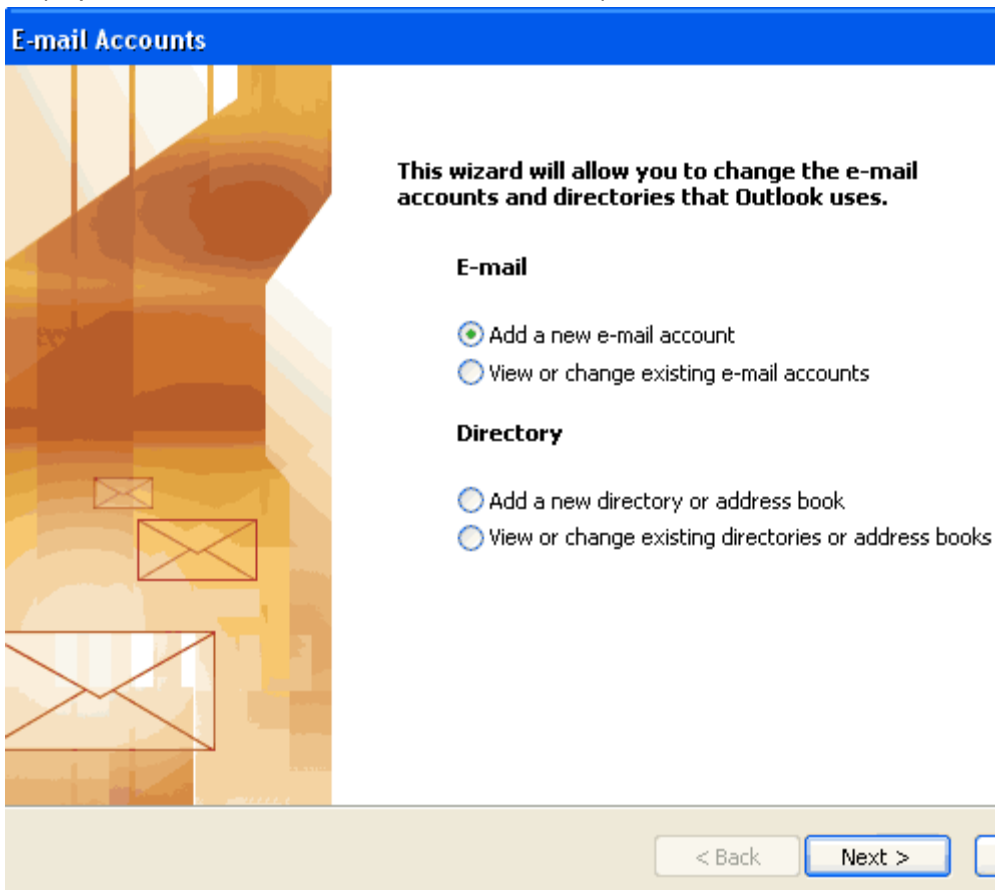 E-mail Accounts
This wizard will allow you to change the e-mail
accounts and directories that Outlook uses.
E-mail
Add a new e-mail account
View or change existing e-mail accounts
Directory
Add a new directory or address book
View or change existing directories or address books
< Back Next >